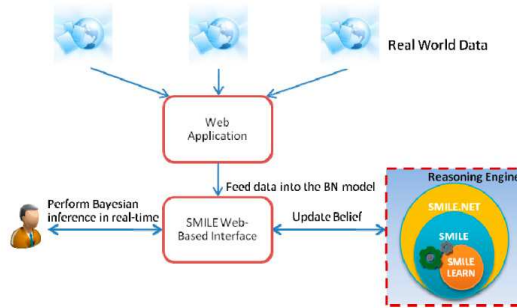 Real World Data
Web
Application
Feed data into the BN model
Reasoning Engine
Perform Bayesian
inference in real-time
SMILE Web-
Based Interface
Update Belief
SMILE.NET
SMILE
SMILE
LEARN